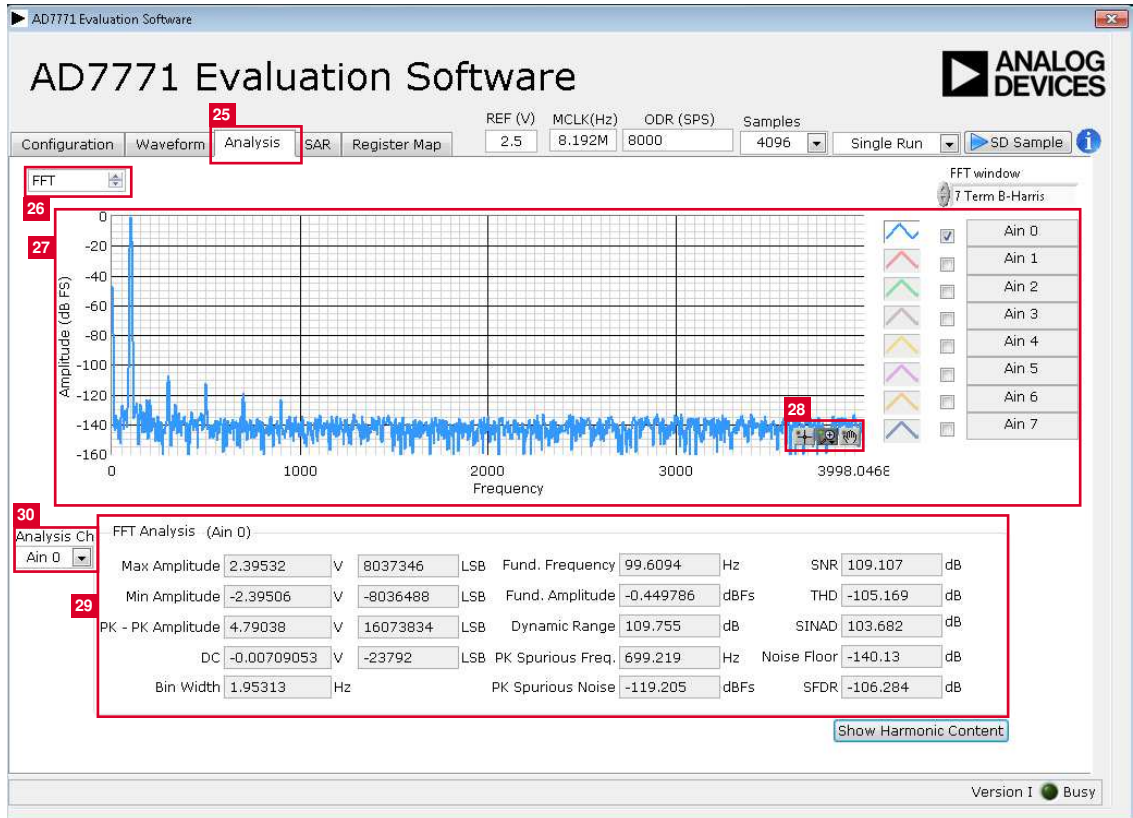 AD7771 Evaluation Software
AD7771 Evaluation Software
ANALOG
DEVICES
25
REF (V) MCLK(HZ) ODR (SPS) Samples
Configuration Waveform Analysis SAR Register Map 2.5 8.192M 8000 4096 Single Run SD Sample i
FFT
26
FFT window
7 Term B-Harris
27
Amplitude (dB FS)
0
-20
-40
-60
-80
-100
-120
-140
-160
0 1000 2000 3000 3998.046E
Frequency
28
Ain 0
Ain 1
Ain 2
Ain 3
Ain 4
Ain 5
Ain 6
Ain 7
30
Analysis Ch
Ain 0
29
FFT Analysis (Ain 0)
Max Amplitude 2.39532 V 8037346 LSB Fund. Frequency 99.6094 Hz SNR 109.107 dB
Min Amplitude -2.39506 V -8036488 LSB Fund. Amplitude -0.449786 dBFs THD -105.169 dB
PK - PK Amplitude 4.79038 V 16073834 LSB Dynamic Range 109.755 dB SINAD 103.682 dB
DC -0.00709053 V -23792 LSB PK Spurious Freq. 699.219 Hz Noise Floor -140.13 dB
Bin Width 1.95313 Hz PK Spurious Noise -119.205 dBFs SFDR -106.284 dB
Show Harmonic Content
Version I Busy